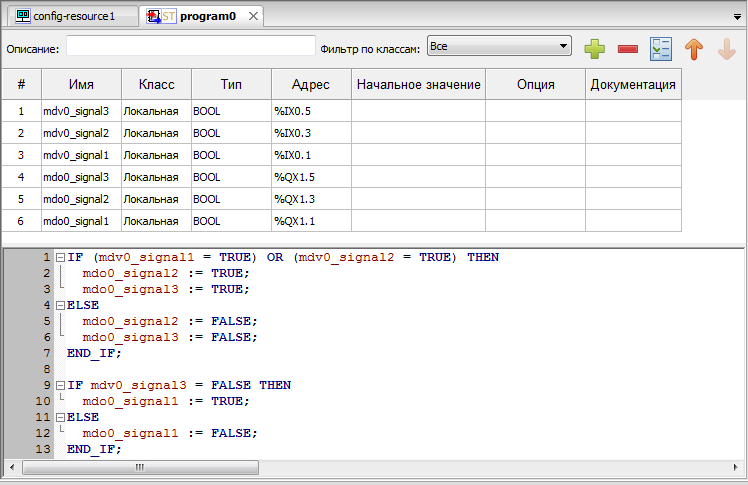 config-resource1 ST program0
Описание: Фильтр по классам: Все
# Имя Класс Тип Адрес Начальное значение Опция Документация
1 mdv0_signal3 Локальная BOOL %IX0.5
2 mdv0_signal2 Локальная BOOL %IX0.3
3 mdv0_signal1 Локальная BOOL %IX0.1
4 mdo0_signal3 Локальная BOOL %QX1.5
5 mdo0_signal2 Локальная BOOL %QX1.3
6 mdo0_signal1 Локальная BOOL %QX1.1
1 IF (mdv0_signal1 = TRUE) OR (mdv0_signal2 = TRUE) THEN
2 mdo0_signal2 := TRUE;
3 mdo0_signal3 := TRUE;
4 ELSE
5 mdo0_signal2 := FALSE;
6 mdo0_signal3 := FALSE;
7 END_IF;
8
9 IF mdv0_signal3 = FALSE THEN
10 mdo0_signal1 := TRUE;
11 ELSE
12 mdo0_signal1 := FALSE;
13 END_IF;